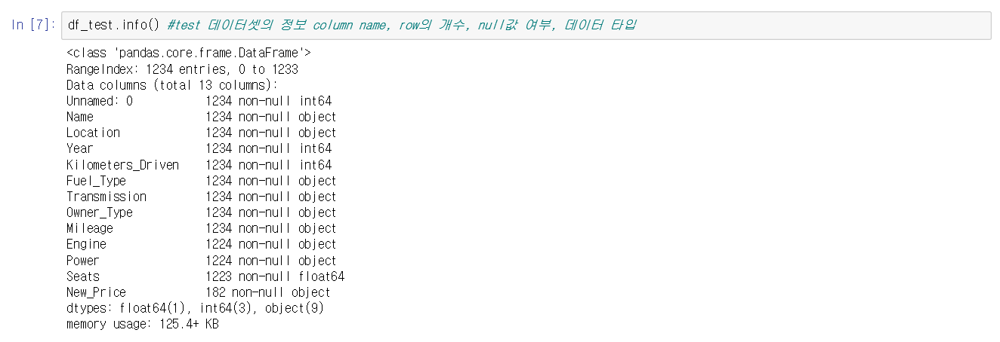 In [7]: df_test.info() #test 데이터셋의 정보 column name, row의 개수, null값 여부, 데이터 타입
<class 'pandas.core.frame.DataFrame'>
RangeIndex: 1234 entries, 0 to 1233
Data columns (total 13 columns):
Unnamed: 0 1234 non-null int64
Name 1234 non-null object
Location 1234 non-null object
Year 1234 non-null int64
Kilometers_Driven 1234 non-null int64
Fuel_Type 1234 non-null object
Transmission 1234 non-null object
Owner_Type 1234 non-null object
Mileage 1234 non-null object
Engine 1224 non-null object
Power 1224 non-null object
Seats 1223 non-null float64
New_Price 182 non-null object
dtypes: float64(1), int64(3), object(9)
memory usage: 125.4+ KB